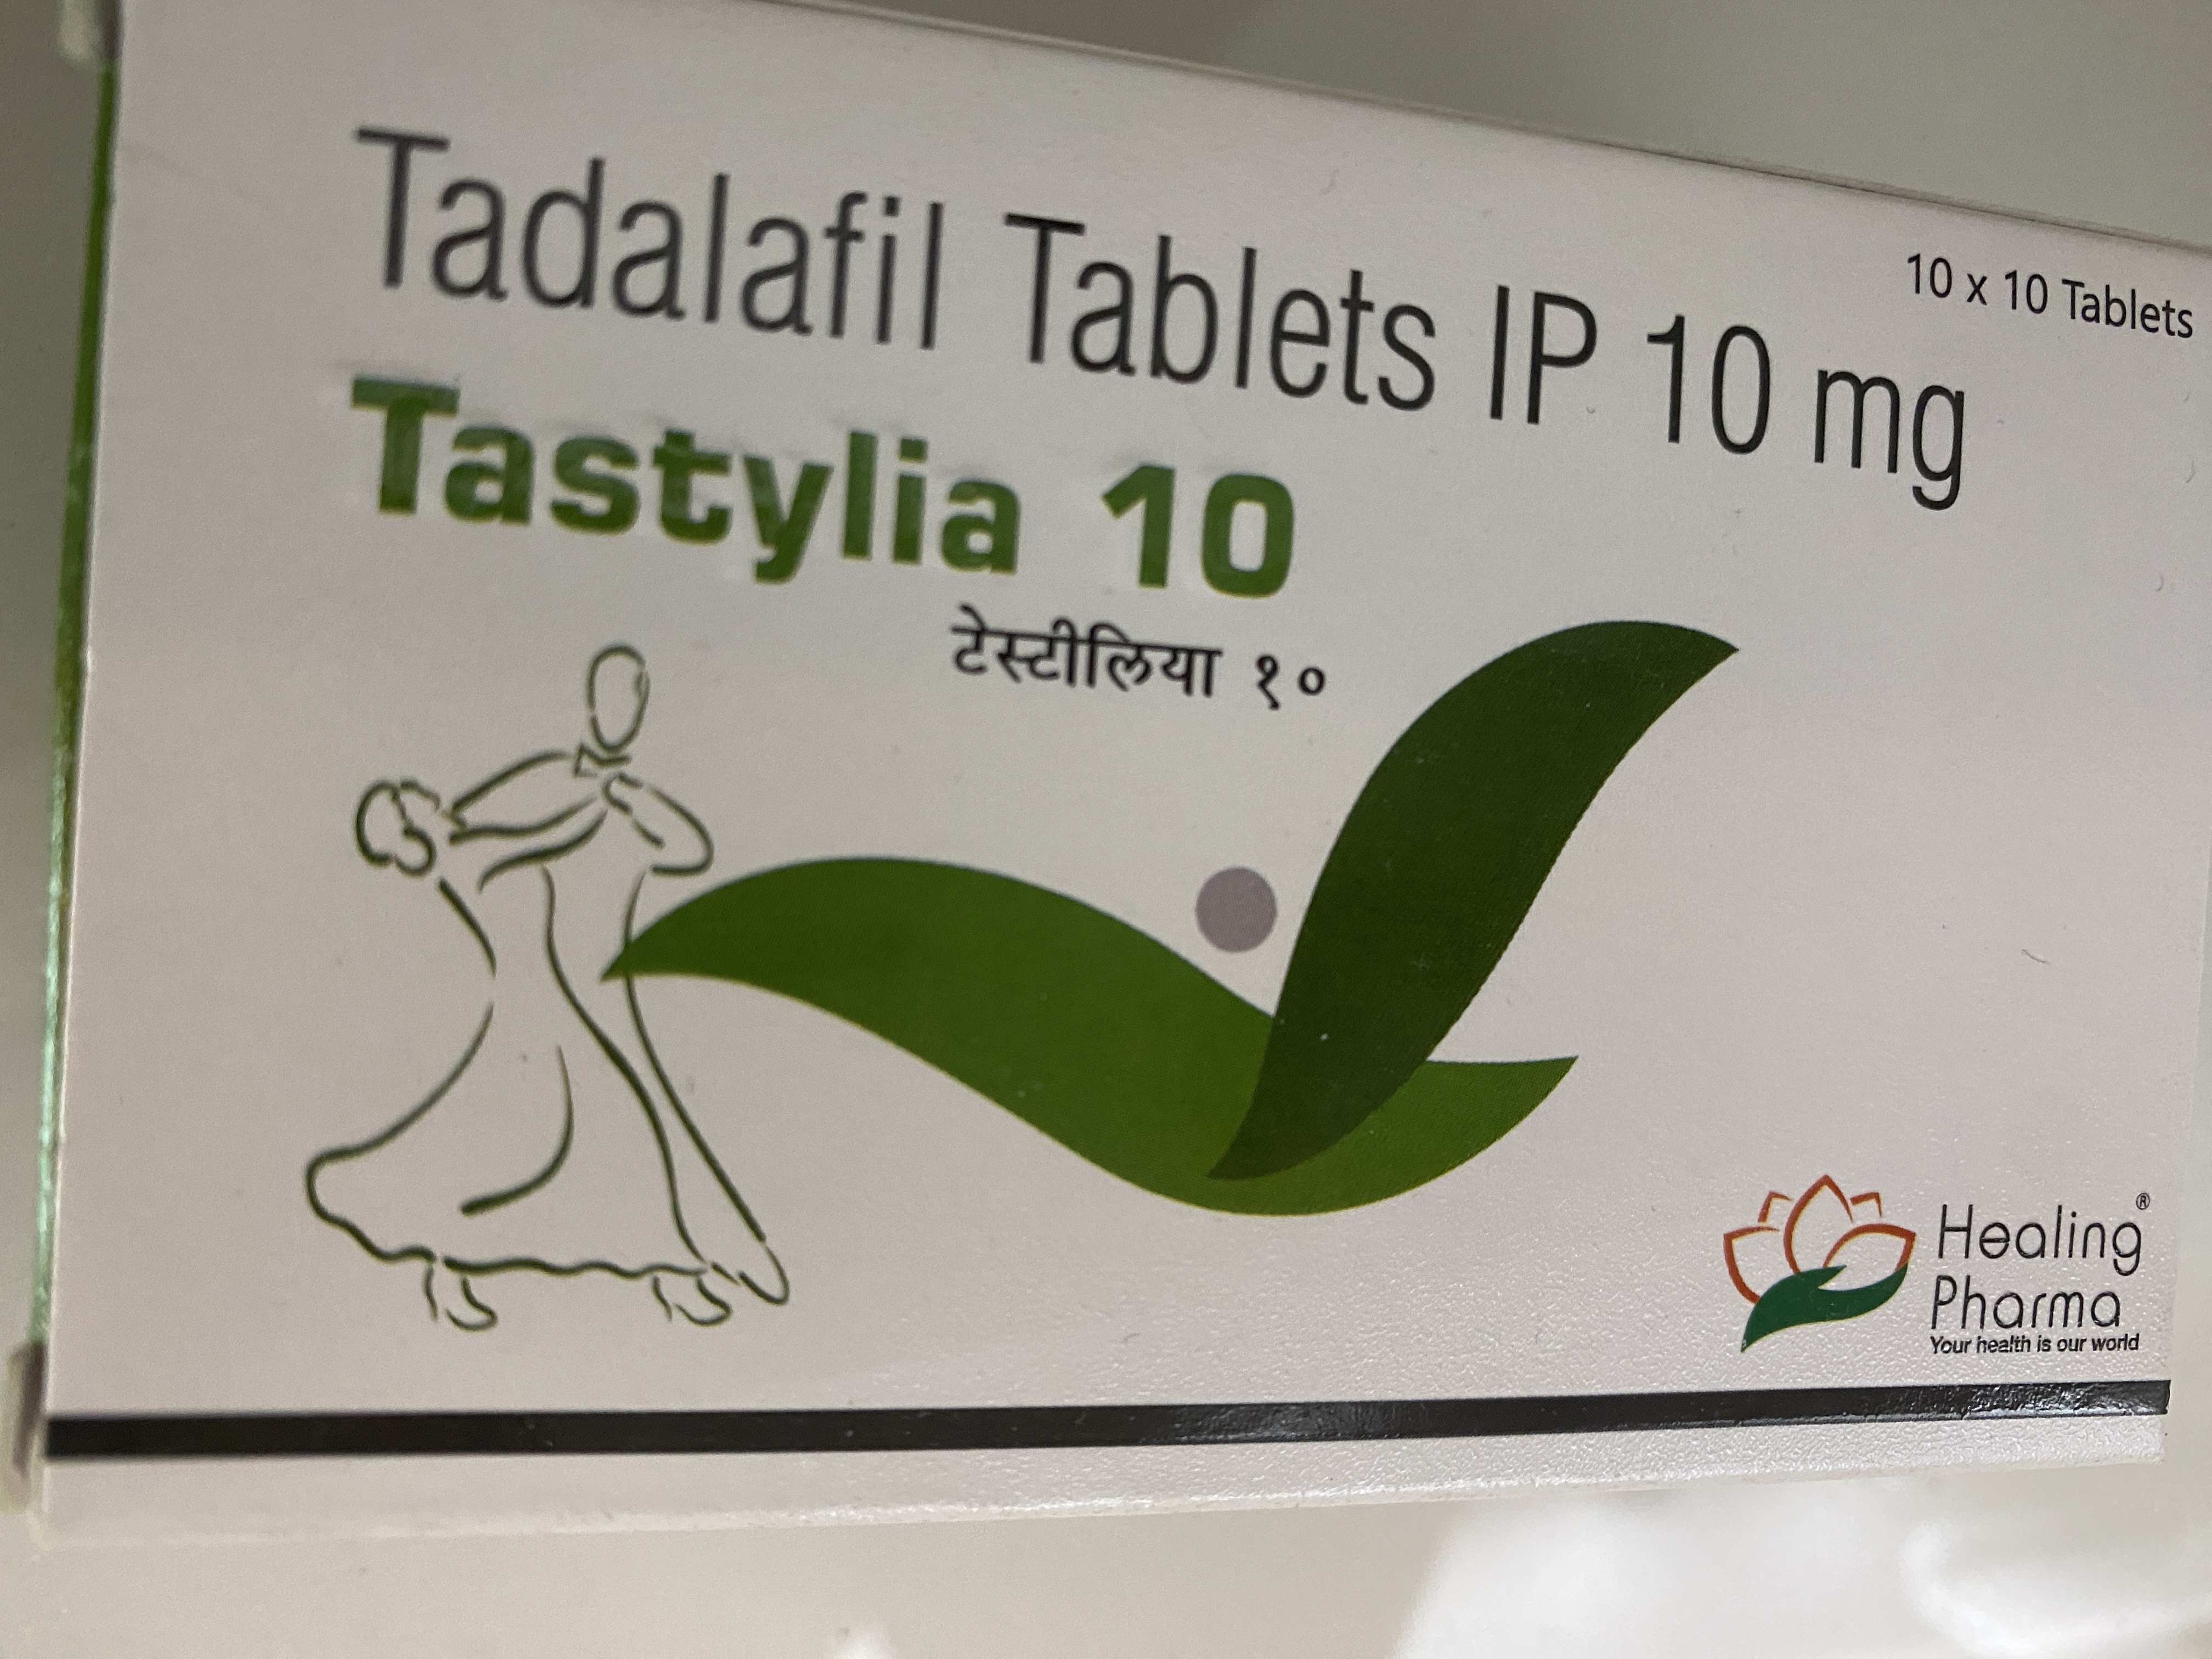 10 x 10 Tablets
Tadalafil Tablets IP 10 mg
Tastylia 10
टेस्टीलिया १०
Healing®
Pharma
Your health is our world